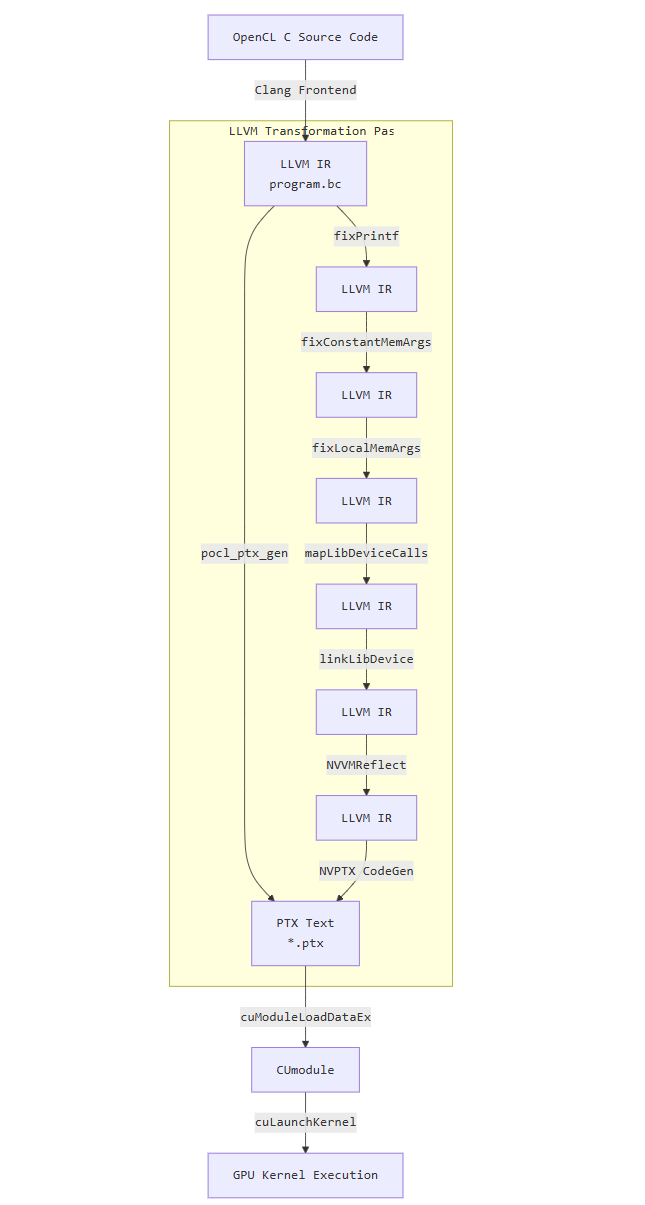 OpenCL C Source Code
Clang Frontend
LLVM Transformation Pas
LLVM IR
program.bc
fixPrintf
LLVM IR
fixConstantMemArgs
LLVM IR
fixLocalMemArgs
LLVM IR
pocl_ptx_gen
mapLibDeviceCalls
LLVM IR
linkLibDevice
LLVM IR
NVVMReflect
LLVM IR
NVPTX CodeGen
PTX Text
*.ptx
cuModuleLoadDataEx
CUmodule
cuLaunchKernel
GPU Kernel Execution